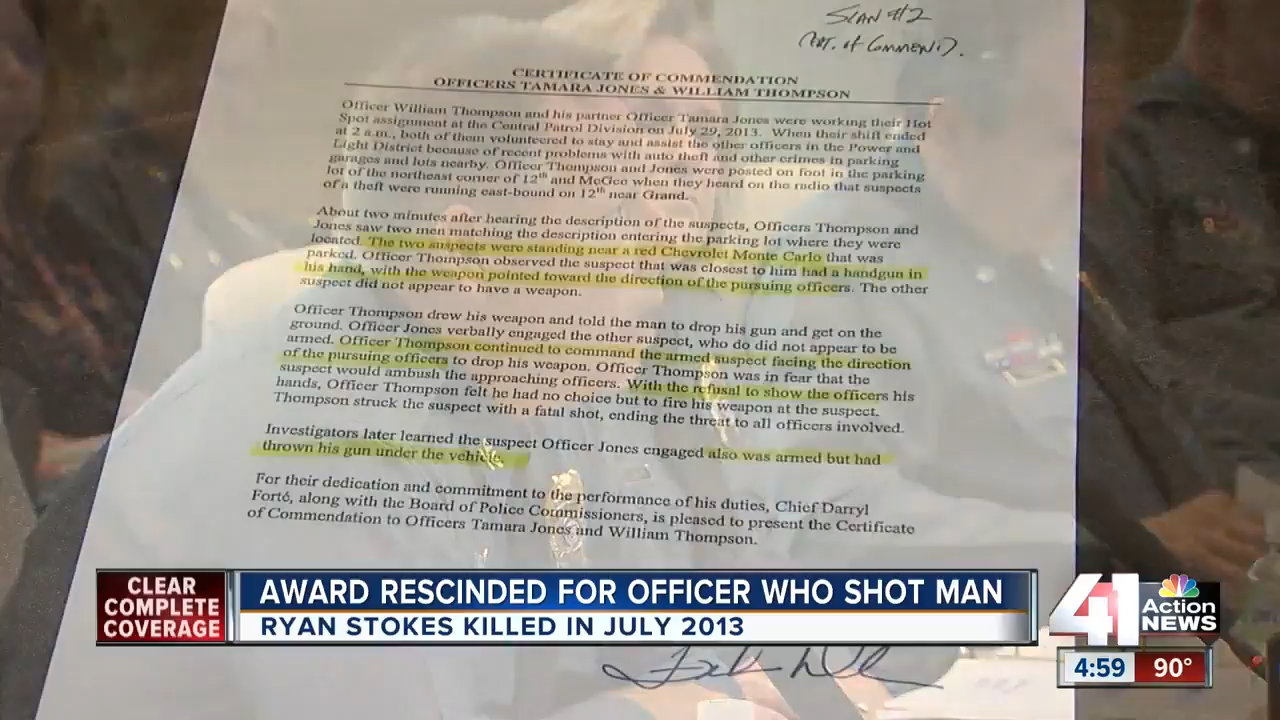 SCAN #2
CERTIFICATE OF COMMENDATION
OFFICERS TAMARA JONES & WILLIAM THOMPSON
Officer William Thompson and his partner Officer Tamara Jones were working their Hot
Spot assignment at the Central Patrol Division on July 29, 2013. When their shift ended
at 2 a.m., both of them volunteered to stay and assist the other officers in the Power and
Light District because of recent problems with auto theft and other crimes in parking
garages and lots nearby. Officer Thompson and Jones were posted on foot in the parking
lot of the northeast corner of 12th and McGee when they heard on the radio that suspects
of a theft were running east-bound on 12th near Grand.
About two minutes after hearing the description of the suspects, Officers Thompson and
Jones saw two men matching the description entering the parking lot where they were
located. The two suspects were standing near a red Chevrolet Monte Carlo that was
parked. Officer Thompson observed the suspect that was closest to him had a handgun in
his hand, with the weapon pointed toward the direction of the pursuing officers. The other
suspect did not appear to have a weapon.
Officer Thompson drew his weapon and told the man to drop his gun and get on the
ground. Officer Jones verbally engaged the other suspect, who do did not appear to be
armed. Officer Thompson continued to command the armed suspect facing the direction
of the pursuing officers to drop his weapon. Officer Thompson was in fear that the
suspect would ambush the approaching officers. With the refusal to show the officers his
hands, Officer Thompson felt he had no choice but to fire his weapon at the suspect.
Thompson struck the suspect with a fatal shot, ending the threat to all officers involved.
Investigators later learned the suspect Officer Jones engaged also was armed but had
thrown his gun under the vehicle.
For their dedication and commitment to the performance of his duties, Chief Darryl
Forté, along with the Board of Police Commissioners, is pleased to present the Certificate
of Commendation to Officers Tamara Jones and William Thompson.
CLEAR
COMPLETE
COVERAGE
AWARD RESCINDED FOR OFFICER WHO SHOT MAN
RYAN STOKES KILLED IN JULY 2013
41
Action
NEWS
4:59 90°